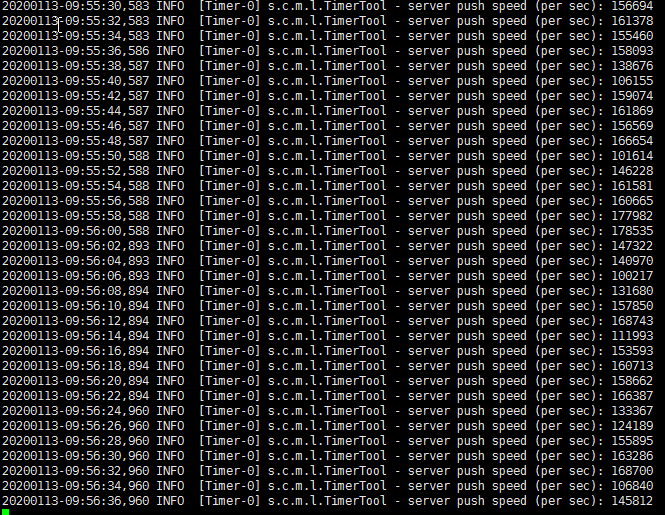 20200113-09:55:30,583 INFO  [Timer-0] s.c.m.l.TimerTool - server push speed (per sec): 156694
20200113-09:55:32,583 INFO  [Timer-0] s.c.m.l.TimerTool - server push speed (per sec): 161378
20200113-09:55:34,583 INFO  [Timer-0] s.c.m.l.TimerTool - server push speed (per sec): 155460
20200113-09:55:36,586 INFO  [Timer-0] s.c.m.l.TimerTool - server push speed (per sec): 158093
20200113-09:55:38,587 INFO  [Timer-0] s.c.m.l.TimerTool - server push speed (per sec): 138676
20200113-09:55:40,587 INFO  [Timer-0] s.c.m.l.TimerTool - server push speed (per sec): 106155
20200113-09:55:42,587 INFO  [Timer-0] s.c.m.l.TimerTool - server push speed (per sec): 159074
20200113-09:55:44,587 INFO  [Timer-0] s.c.m.l.TimerTool - server push speed (per sec): 161869
20200113-09:55:46,587 INFO  [Timer-0] s.c.m.l.TimerTool - server push speed (per sec): 156569
20200113-09:55:48,587 INFO  [Timer-0] s.c.m.l.TimerTool - server push speed (per sec): 166654
20200113-09:55:50,588 INFO  [Timer-0] s.c.m.l.TimerTool - server push speed (per sec): 101614
20200113-09:55:52,588 INFO  [Timer-0] s.c.m.l.TimerTool - server push speed (per sec): 146228
20200113-09:55:54,588 INFO  [Timer-0] s.c.m.l.TimerTool - server push speed (per sec): 161581
20200113-09:55:56,588 INFO  [Timer-0] s.c.m.l.TimerTool - server push speed (per sec): 160665
20200113-09:55:58,588 INFO  [Timer-0] s.c.m.l.TimerTool - server push speed (per sec): 177982
20200113-09:56:00,588 INFO  [Timer-0] s.c.m.l.TimerTool - server push speed (per sec): 178535
20200113-09:56:02,893 INFO  [Timer-0] s.c.m.l.TimerTool - server push speed (per sec): 147322
20200113-09:56:04,893 INFO  [Timer-0] s.c.m.l.TimerTool - server push speed (per sec): 140970
20200113-09:56:06,893 INFO  [Timer-0] s.c.m.l.TimerTool - server push speed (per sec): 100217
20200113-09:56:08,894 INFO  [Timer-0] s.c.m.l.TimerTool - server push speed (per sec): 131680
20200113-09:56:10,894 INFO  [Timer-0] s.c.m.l.TimerTool - server push speed (per sec): 157850
20200113-09:56:12,894 INFO  [Timer-0] s.c.m.l.TimerTool - server push speed (per sec): 168743
20200113-09:56:14,894 INFO  [Timer-0] s.c.m.l.TimerTool - server push speed (per sec): 111993
20200113-09:56:16,894 INFO  [Timer-0] s.c.m.l.TimerTool - server push speed (per sec): 153593
20200113-09:56:18,894 INFO  [Timer-0] s.c.m.l.TimerTool - server push speed (per sec): 160713
20200113-09:56:20,894 INFO  [Timer-0] s.c.m.l.TimerTool - server push speed (per sec): 158662
20200113-09:56:22,894 INFO  [Timer-0] s.c.m.l.TimerTool - server push speed (per sec): 166387
20200113-09:56:24,960 INFO  [Timer-0] s.c.m.l.TimerTool - server push speed (per sec): 133367
20200113-09:56:26,960 INFO  [Timer-0] s.c.m.l.TimerTool - server push speed (per sec): 124189
20200113-09:56:28,960 INFO  [Timer-0] s.c.m.l.TimerTool - server push speed (per sec): 155895
20200113-09:56:30,960 INFO  [Timer-0] s.c.m.l.TimerTool - server push speed (per sec): 163286
20200113-09:56:32,960 INFO  [Timer-0] s.c.m.l.TimerTool - server push speed (per sec): 168700
20200113-09:56:34,960 INFO  [Timer-0] s.c.m.l.TimerTool - server push speed (per sec): 106840
20200113-09:56:36,960 INFO  [Timer-0] s.c.m.l.TimerTool - server push speed (per sec): 145812